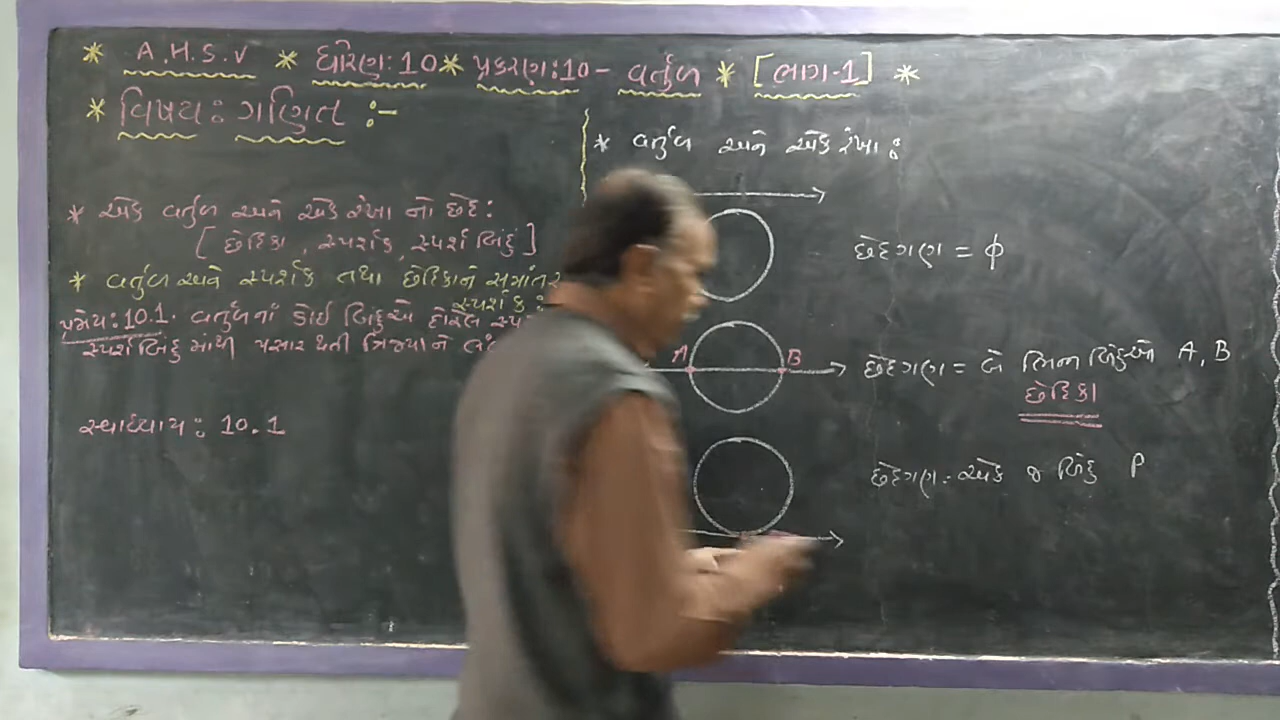 * A.H.S.V * ધોરણ:10 * પ્રકરણ:10 - વર્તુળ * [ભાગ-1] *
* વિષય: ગણિત :-
* એક વર્તુળ અને એક રેખા નો છેદ:
[છેદિકા, સ્પર્શક, સ્પર્શ બિંદુ]
* વર્તુળ અને સ્પર્શક તથા છેદિકાને સમાંતર
સ્પર્શક:
પ્રમેય:10.1. વર્તુળનાં કોઈ બિંદુએ દોરેલ
સ્પર્શબિંદુ માંથી પસાર થતી ત્રિજ્યાને
સ્વાધ્યાય: 10.1
* વર્તુળ અને એક રેખા:
છેદગણ = ϕ
A B
છેદગણ = બે ભિન્ન બિંદુઓ A, B
છેદિકા
છેદગણ = એક જ બિંદુ P